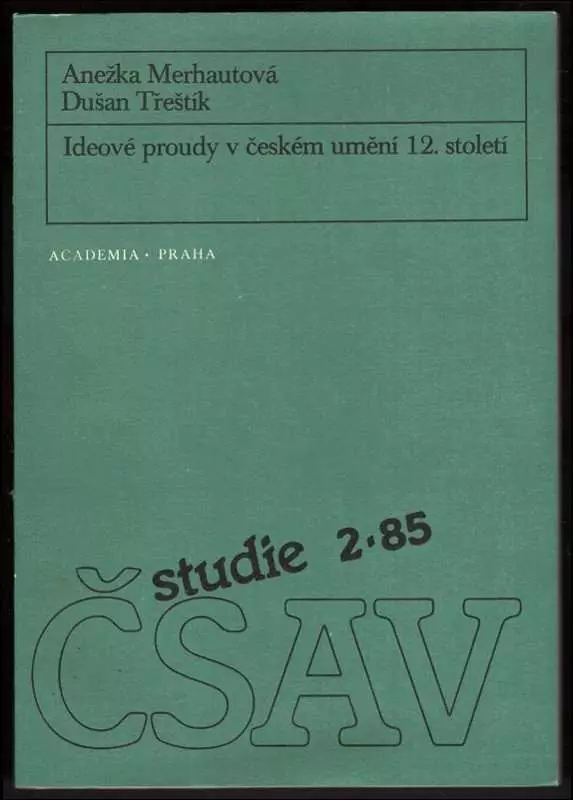 Anežka Merhautová
Dušan Třeštík
Ideové proudy v českém umění 12. století
ACADEMIA • PRAHA
studie 2•85
ČSAV